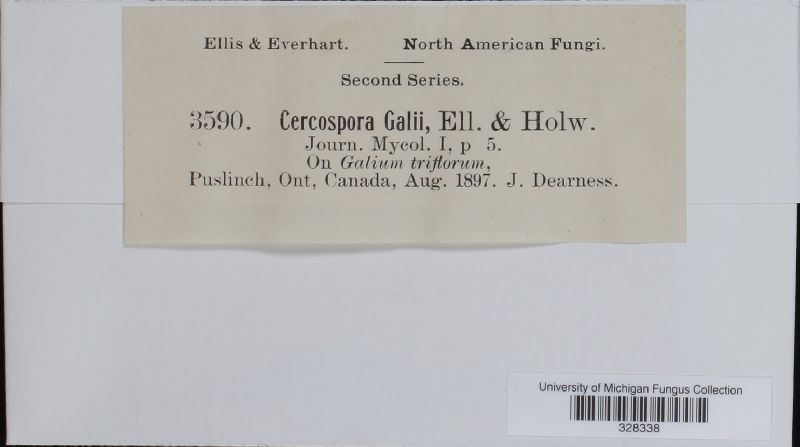 Ellis & Everhart. North American Fungi.
Second Series.
3590. Cercospora Galii, Ell. & Holw.
Journ. Mycol. I, p 5.
On Galium triflorum,
Puslinch, Ont, Canada, Aug. 1897. J. Dearness.
University of Michigan Fungus Collection
328338